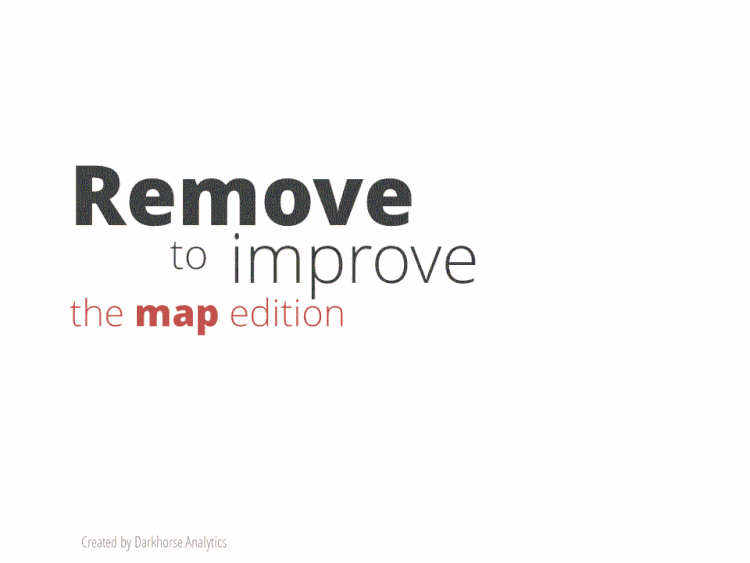 Remove
to improve
the map edition
Created by Darkhorse Analytics